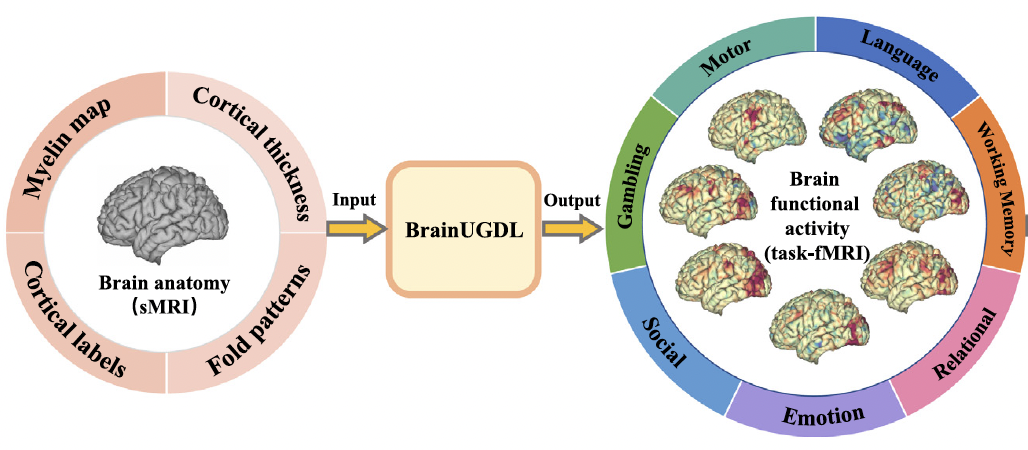 Myelin map
Cortical thickness
Cortical labels
Fold patterns
Brain anatomy
(sMRI)
Input
BrainUGDL
Output
Motor
Language
Gambling
Working Memory
Social
Relational
Emotion
Brain
functional
activity
(task-fMRI)